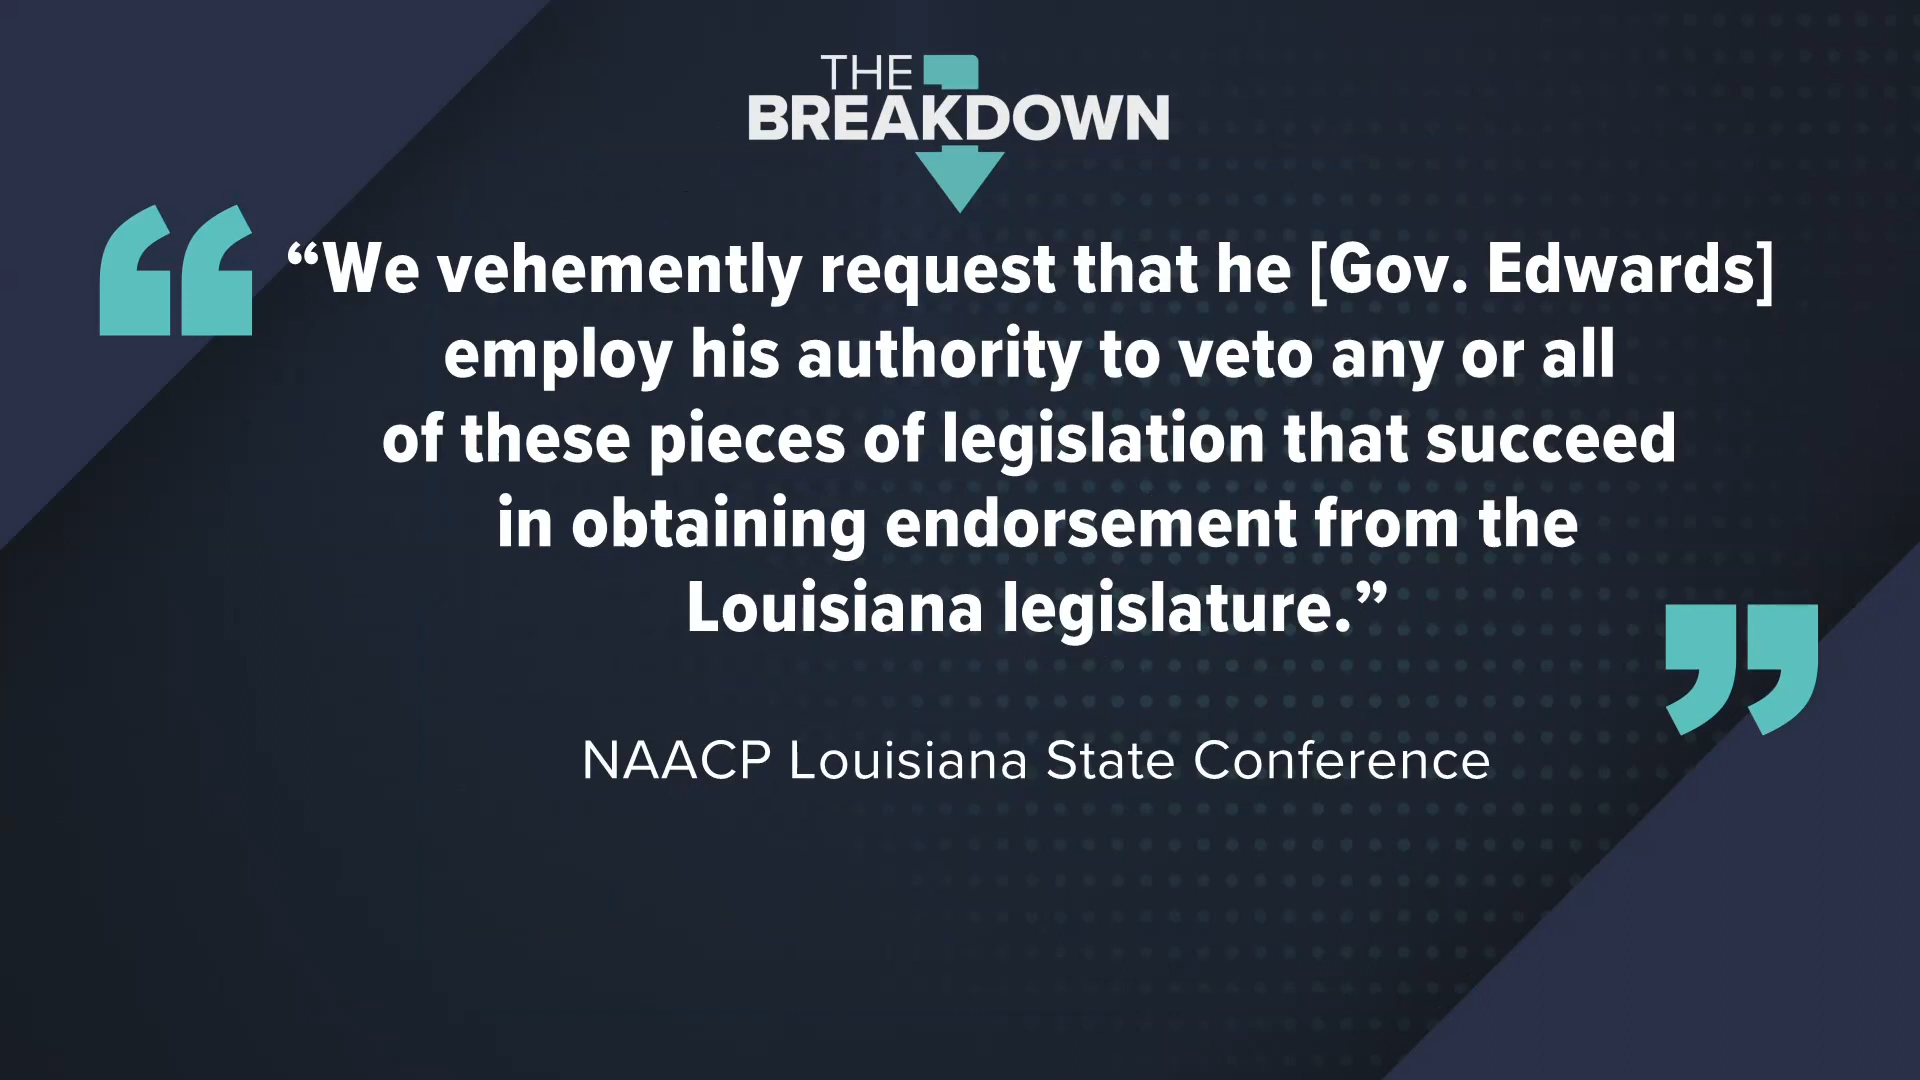 THE
BREAKDOWN
“We vehemently request that he [Gov. Edwards]
employ his authority to veto any or all
of these pieces of legislation that succeed
in obtaining endorsement from the
Louisiana legislature.”
NAACP Louisiana State Conference